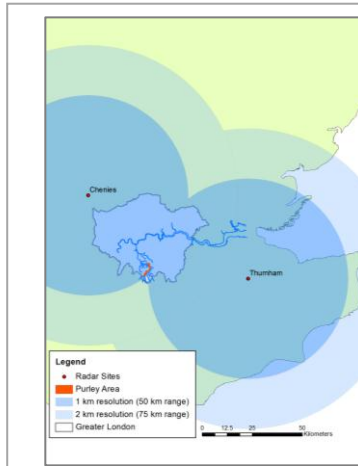 Chenies
Thurnham
Legend
Radar Sites
Purley Area
1 km resolution (50 km range)
2 km resolution (75 km range)
Greater London
0 12.5 25 50
Kilometers